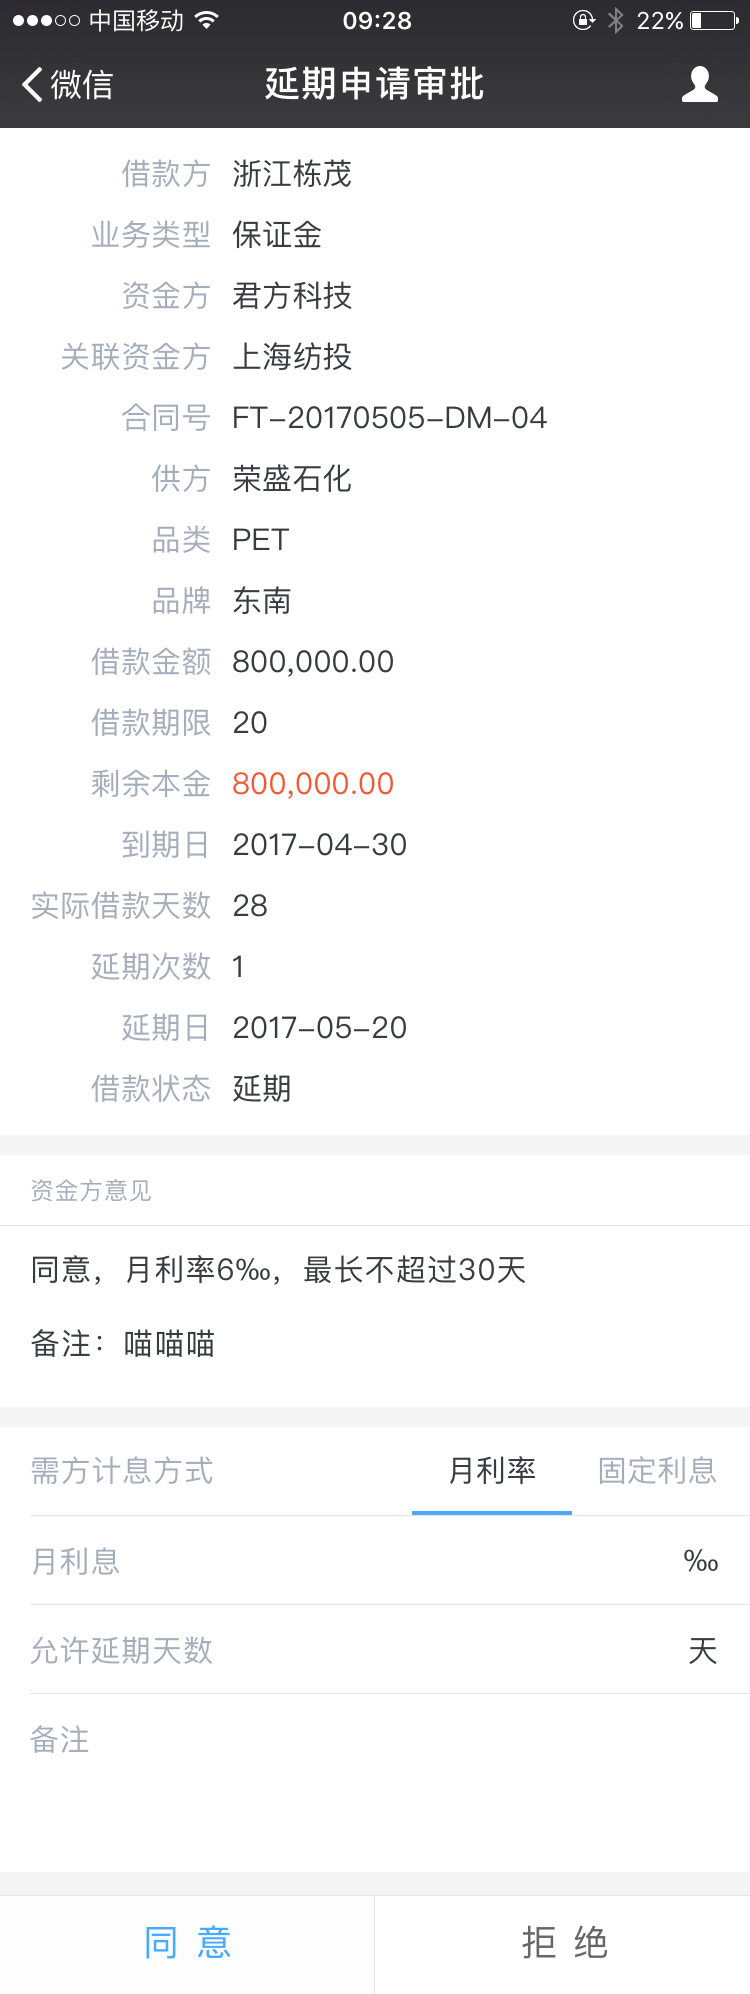 中国移动 09:28 22%
微信 延期申请审批
借款方 浙江栋茂
业务类型 保证金
资金方 君方科技
关联资金方 上海纺投
合同号 FT-20170505-DM-04
供方 荣盛石化
品类 PET
品牌 东南
借款金额 800,000.00
借款期限 20
剩余本金 800,000.00
到期日 2017-04-30
实际借款天数 28
延期次数 1
延期日 2017-05-20
借款状态 延期
资金方意见
同意，月利率6‰，最长不超过30天
备注：喵喵喵
需方计息方式 月利率 固定利息
月利息 ‰
允许延期天数 天
备注
同意 拒绝